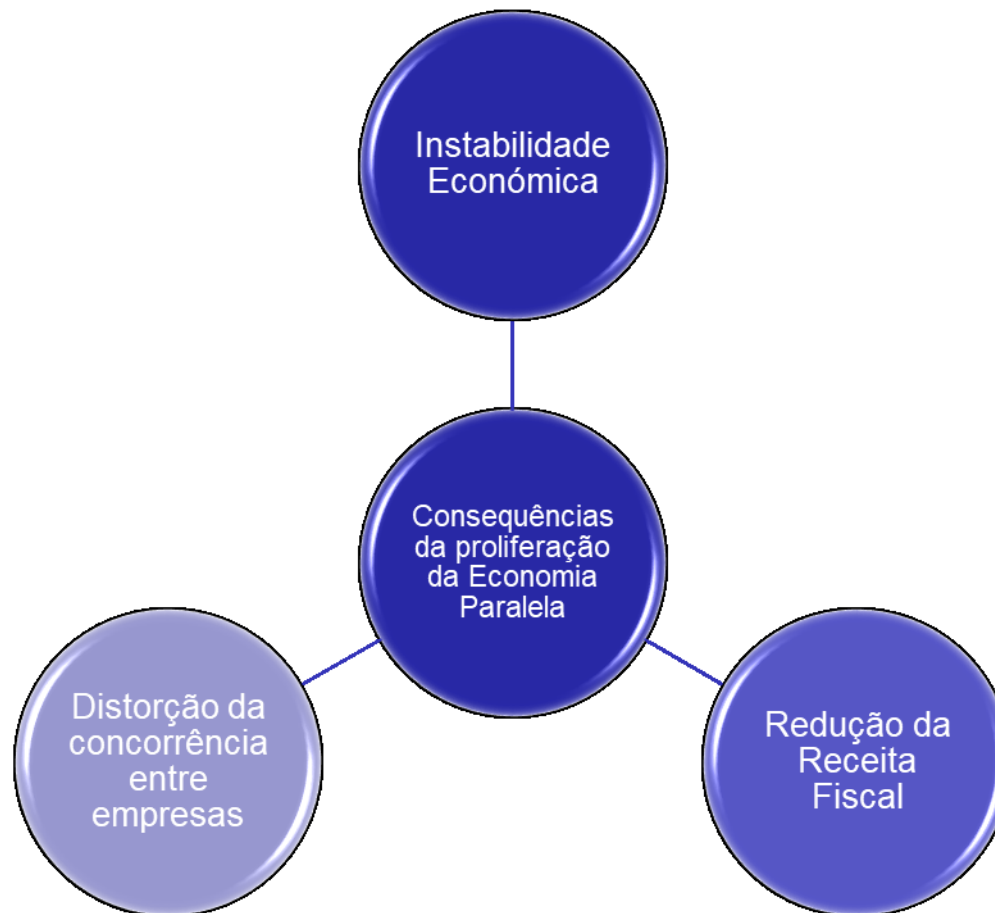 Instabilidade
Económica
Consequências
da proliferação
da Economia
Paralela
Distorção da
concorrência
entre
empresas
Redução da
Receita
Fiscal